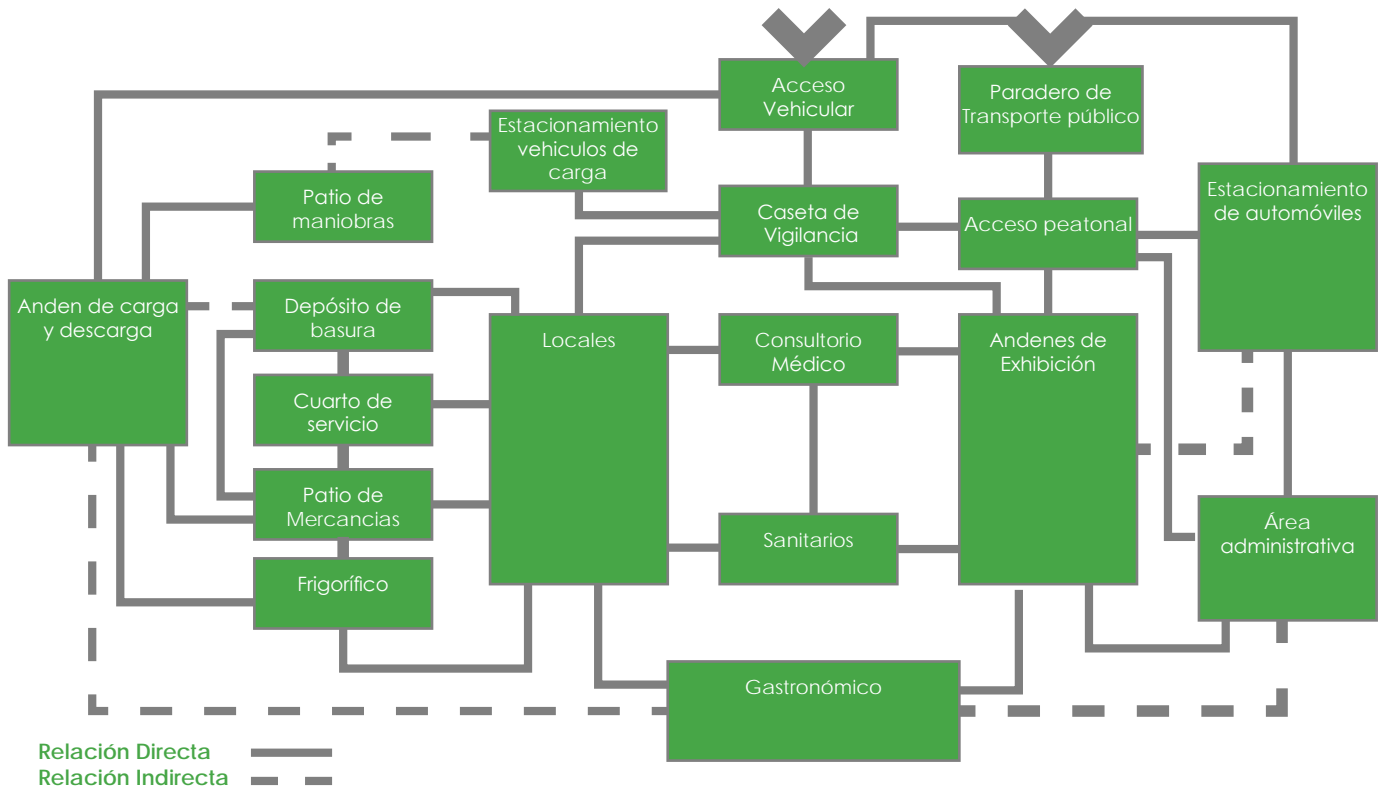 Acceso
Vehicular
Paradero de
Transporte público
Estacionamiento
vehiculos de
carga
Patio de
maniobras
Caseta de
Vigilancia
Acceso peatonal
Estacionamiento
de automóviles
Anden de carga
y descarga
Depósito de
basura
Locales
Consultorio
Médico
Andenes de
Exhibición
Cuarto de
servicio
Patio de
Mercancias
Sanitarios
Área
administrativa
Frigorífico
Gastronómico
Relación Directa
Relación Indirecta